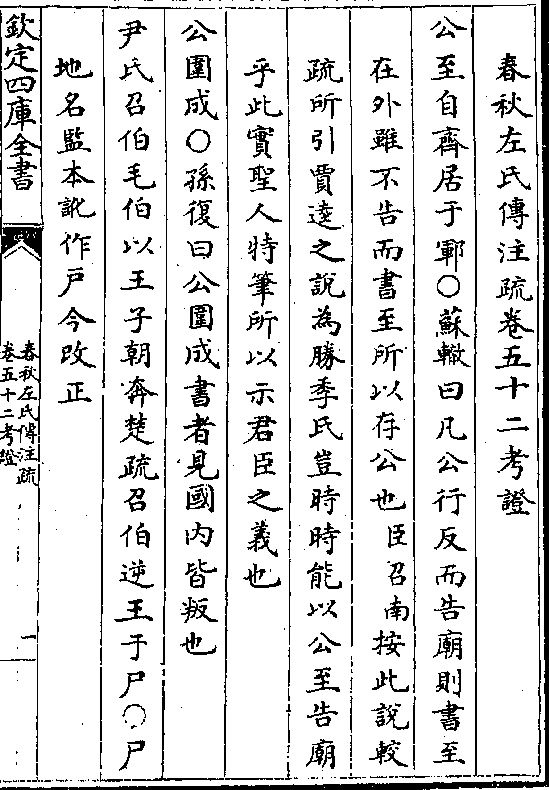 春秋左氏傳注疏卷五十二考證
公至自齊居于鄆○蘇轍曰凡公行反而告廟則書至
在外雖不告而書至所以存公也臣召南按此說較
疏所引賈逵之說為勝季氏豈時時能以公至告廟
乎此實聖人特筆所以示君臣之義也
公圍成○孫復曰公圍成書者見國内皆叛也
尹氏召伯毛伯以王子朝奔楚疏召伯逆王于尸○尸
地名監本訛作戸今改正
欽定四庫全書
春秋左氏傳注疏
卷五十二考證
一